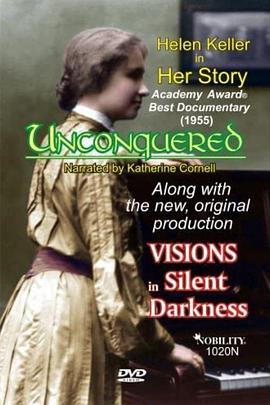 Helen Keller
in
Her Story
Academy Award®
Best Documentary
(1955)
UNCONQUERED
Narrated by Katherine Cornell
Along with
the new, original
production
VISIONS
in Silent
Darkness
NOBILITY
1020N
DVD
VIDEO